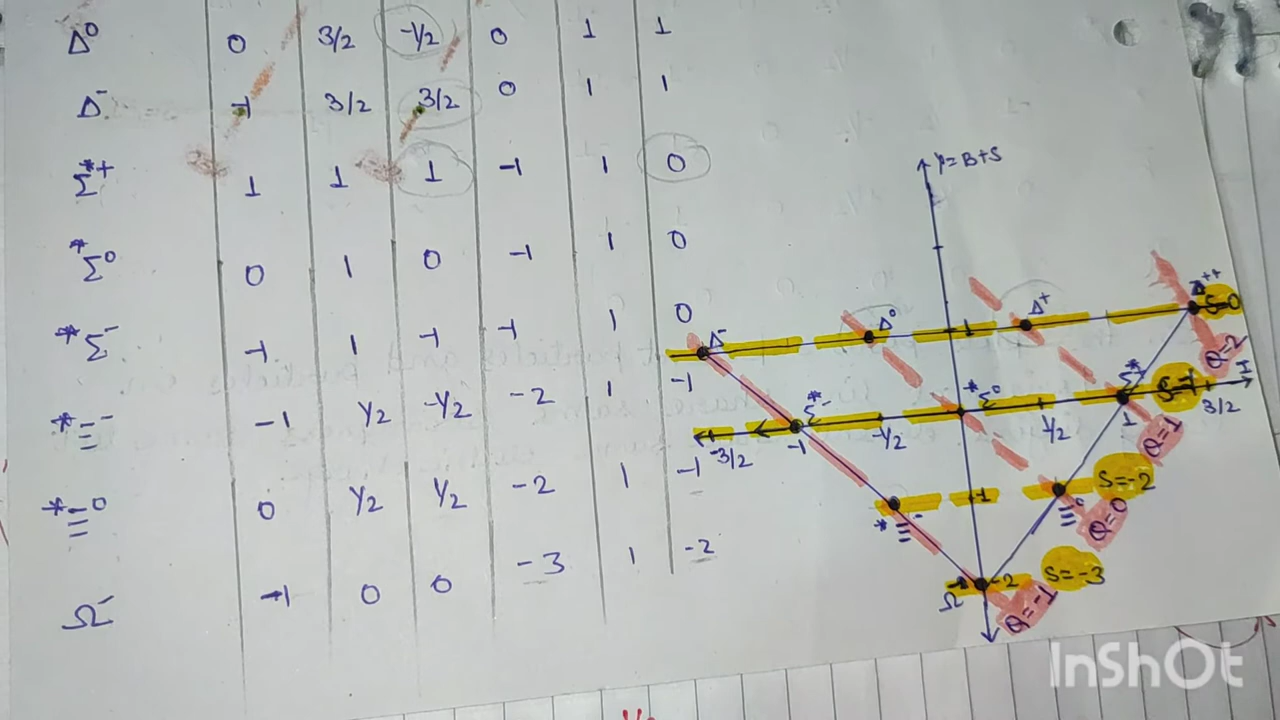 Δ⁰ 0 3/2 -1/2 0 1 1
Δ⁻ -1 3/2 3/2 0 1 1
Σ*⁺ 1 1 1 -1 1 0
*Σ⁰ 0 1 0 -1 1 0
*Σ⁻ -1 1 -1 -1 1 0
*Ξ⁻ -1 1/2 -1/2 -2 1 -1
*Ξ⁰ 0 1/2 1/2 -2 1 -1
Ω⁻ -1 0 0 -3 1 -2
Y=B+S
Δ⁻ Δ⁰ 1 Δ⁺ Δ⁺⁺ S=0
Q=2
-3/2 -1 *Σ⁻ -1/2 *Σ⁰ 1/2 Σ*⁺ 1 S=-1 3/2
Q=1
*Ξ⁻ -1 Ξ⁰ S=-2
Q=0
Ω⁻ -2 S=-3
Q=-1
InShOt